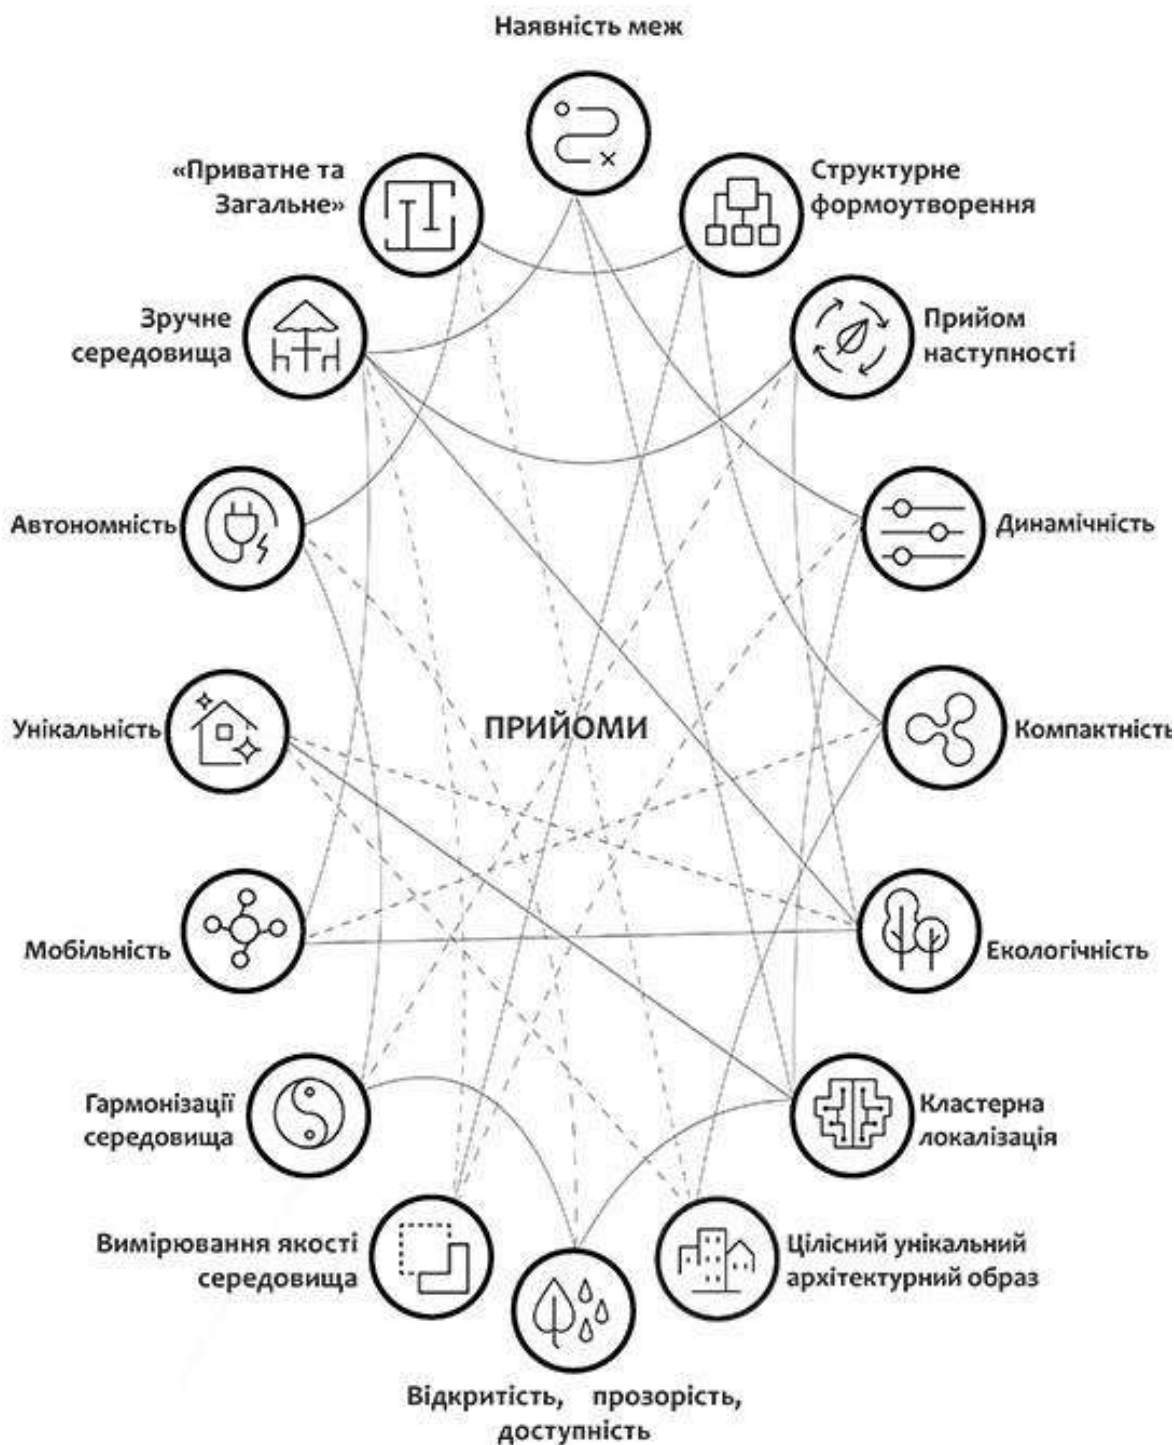 Наявність меж
«Приватне та
Загальне»
Структурне
формоутворення
Зручне
середовища
Прийом
наступності
Автономність
Динамічність
Унікальність
ПРИЙОМИ
Компактність
Мобільність
Екологічність
Гармонізації
середовища
Кластерна
локалізація
Вимірювання якості
середовища
Цілісний унікальний
архітектурний образ
Відкритість, прозорість,
доступність